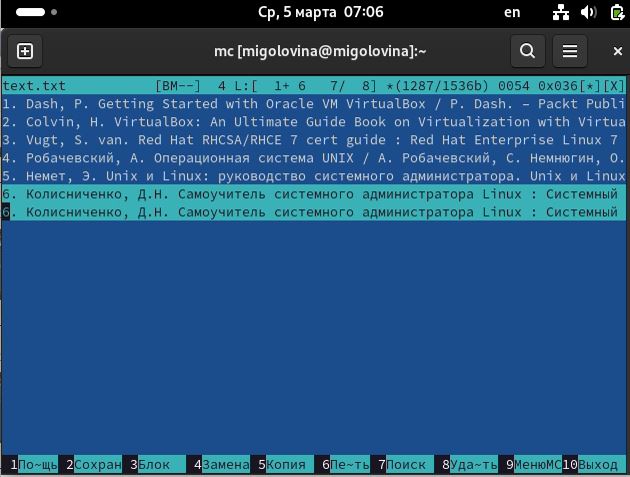 Ср, 5 марта 07:06
en
mc [migolovina@migolovina]:~
text.txt [BM--] 4 L:[ 1+ 6 7/ 8] *(1287/1536b) 0054 0x036[*][X]
1. Dash, P. Getting Started with Oracle VM VirtualBox / P. Dash. – Packt Publi
2. Colvin, H. VirtualBox: An Ultimate Guide Book on Virtualization with Virtua
3. Vugt, S. van. Red Hat RHCSA/RHCE 7 cert guide : Red Hat Enterprise Linux 7
4. Робачевский, А. Операционная система UNIX / А. Робачевский, С. Немнюгин, О.
5. Немет, Э. Unix и Linux: руководство системного администратора. Unix и Linux
6. Колисниченко, Д.Н. Самоучитель системного администратора Linux : Системный
6. Колисниченко, Д.Н. Самоучитель системного администратора Linux : Системный
1По~щь 2Сохран 3Блок 4Замена 5Копия 6Пе~ть 7Поиск 8Уда~ть 9МенюMC 10Выход